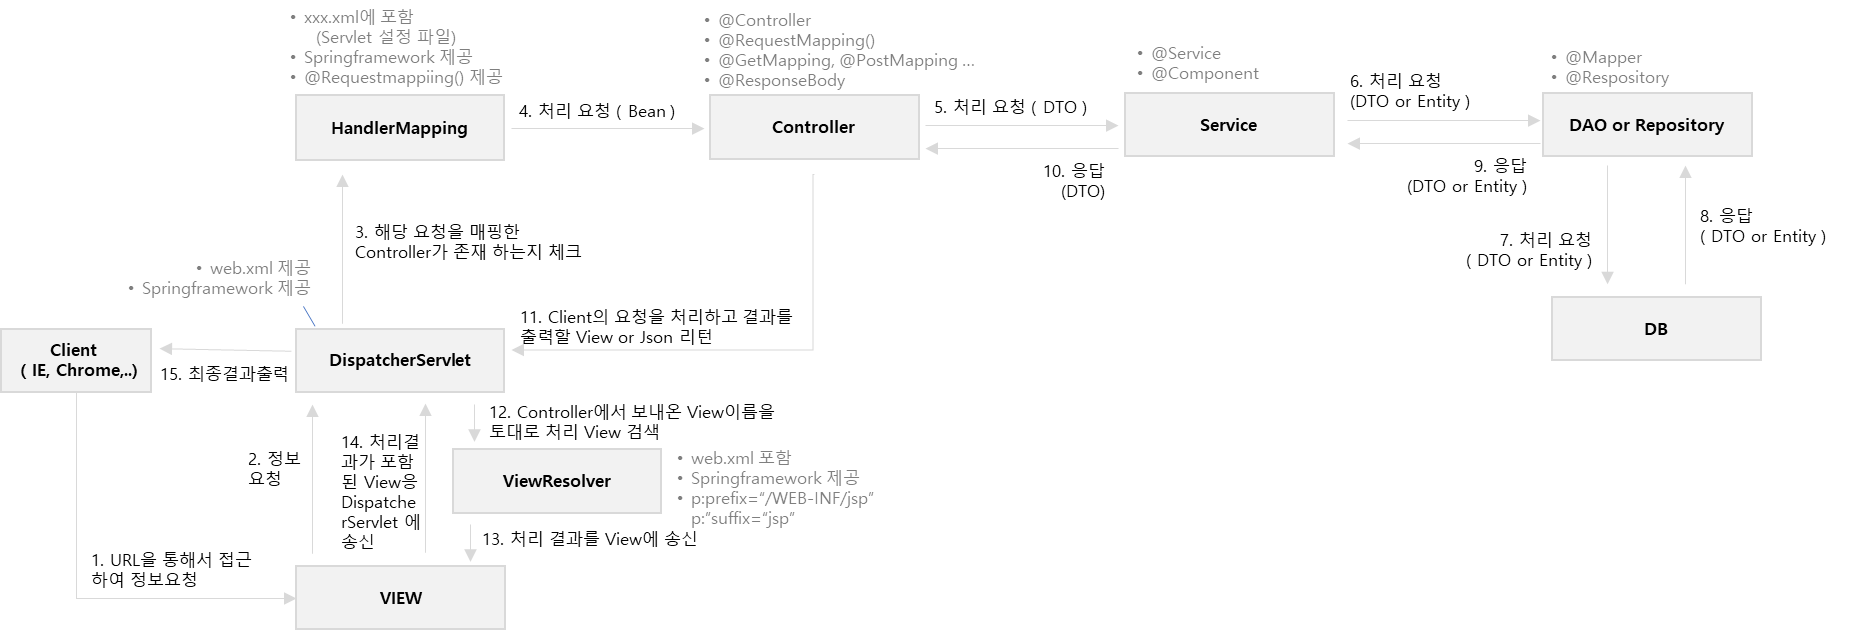 • xxx.xml에 포함
(Servlet 설정 파일)
• Springframework 제공
• @Requestmappiing() 제공
HandlerMapping
4. 처리 요청 ( Bean )
• @Controller
• @RequestMapping()
• @GetMapping, @PostMapping ...
• @ResponseBody
Controller
5. 처리 요청 ( DTO )
10. 응답
(DTO)
• @Service
• @Component
Service
6. 처리 요청
(DTO or Entity )
9. 응답
(DTO or Entity )
• @Mapper
• @Respository
DAO or Repository
7. 처리 요청
( DTO or Entity )
8. 응답
( DTO or Entity )
DB
3. 해당 요청을 매핑한
Controller가 존재 하는지 체크
• web.xml 제공
• Springframework 제공
11. Client의 요청을 처리하고 결과를
출력할 View or Json 리턴
Client
( IE, Chrome,..)
15. 최종결과출력
DispatcherServlet
12. Controller에서 보내온 View이름을
토대로 처리 View 검색
2. 정보
요청
14. 처리결
과가 포함
된 View응
Dispatche
rServlet 에
송신
ViewResolver
• web.xml 포함
• Springframework 제공
• p:prefix=“/WEB-INF/jsp”
p:”suffix=“jsp”
13. 처리 결과를 View에 송신
1. URL을 통해서 접근
하여 정보요청
VIEW